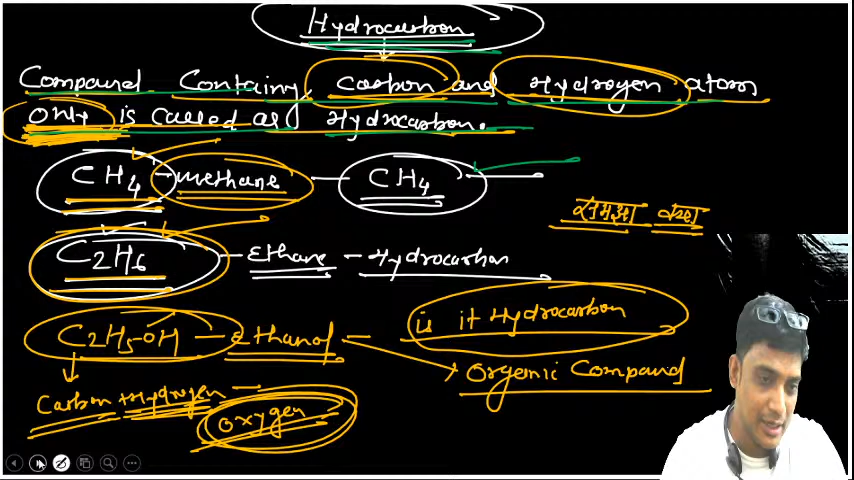 Hydrocarbon
Compound Containing Carbon and Hydrogen atom
only is called as Hydrocarbon.
CH4 - methane - CH4
C2H6 - Ethane - Hydrocarbon
C2H5-OH - Ethanol - is it Hydrocarbon
Orgenic Compound
Carbon + Hydrogen
oxygen